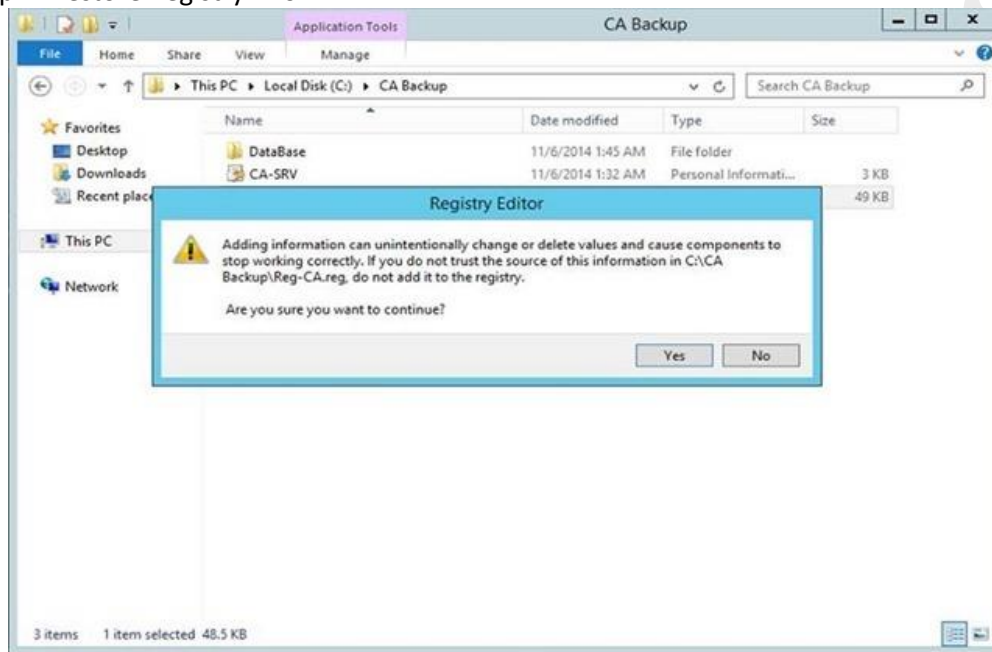 Application Tools
CA Backup
File Home Share View Manage
This PC Local Disk (C:) CA Backup
Search CA Backup
Name Date modified Type Size
Favorites
Desktop
Downloads
Recent place
This PC
Network
DataBase 11/6/2014 1:45 AM File folder
CA-SRV 11/6/2014 1:32 AM Personal Informati... 3 KB
49 KB
Registry Editor
Adding information can unintentionally change or delete values and cause components to
stop working correctly. If you do not trust the source of this information in C:\CA
Backup\Reg-CA.reg, do not add it to the registry.
Are you sure you want to continue?
Yes No
3 items 1 item selected 48.5 KB